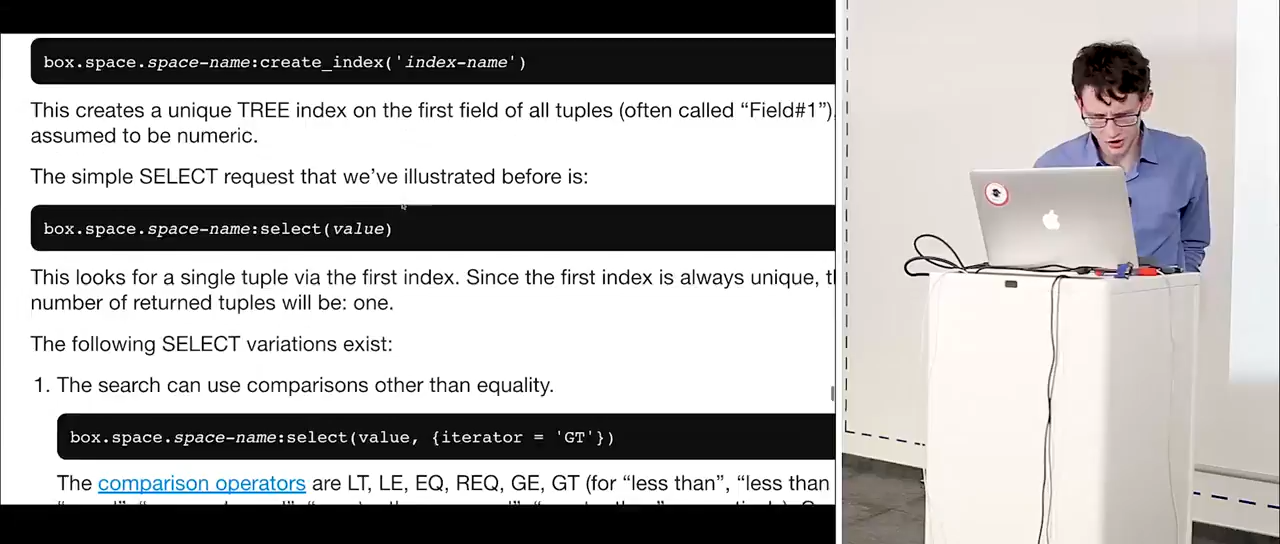 box.space.space-name:create_index('index-name')
This creates a unique TREE index on the first field of all tuples (often called “Field#1”),
assumed to be numeric.
The simple SELECT request that we’ve illustrated before is:
box.space.space-name:select(value)
This looks for a single tuple via the first index. Since the first index is always unique,
number of returned tuples will be: one.
The following SELECT variations exist:
1. The search can use comparisons other than equality.
box.space.space-name:select(value, {iterator = 'GT'})
The comparison operators are LT, LE, EQ, REQ, GE, GT (for “less than”, “less than